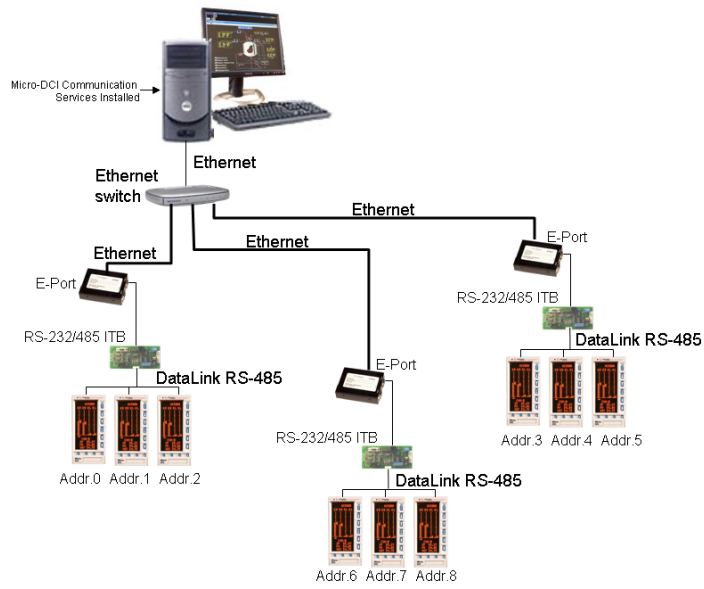 Micro-DCI Communication
Services Installed
Ethernet
Ethernet
switch
Ethernet
Ethernet
Ethernet
E-Port
E-Port
RS-232/485 ITB
RS-232/485 ITB
DataLink RS-485
DataLink RS-485
E-Port
Addr.3 Addr.4 Addr.5
RS-232/485 ITB
Addr.0 Addr.1 Addr.2
DataLink RS-485
Addr.6 Addr.7 Addr.8